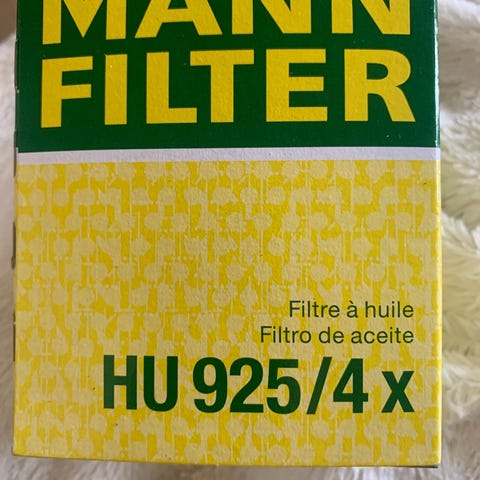 MANN
FILTER
Filtre à huile
Filtro de aceite
HU 925/4 x